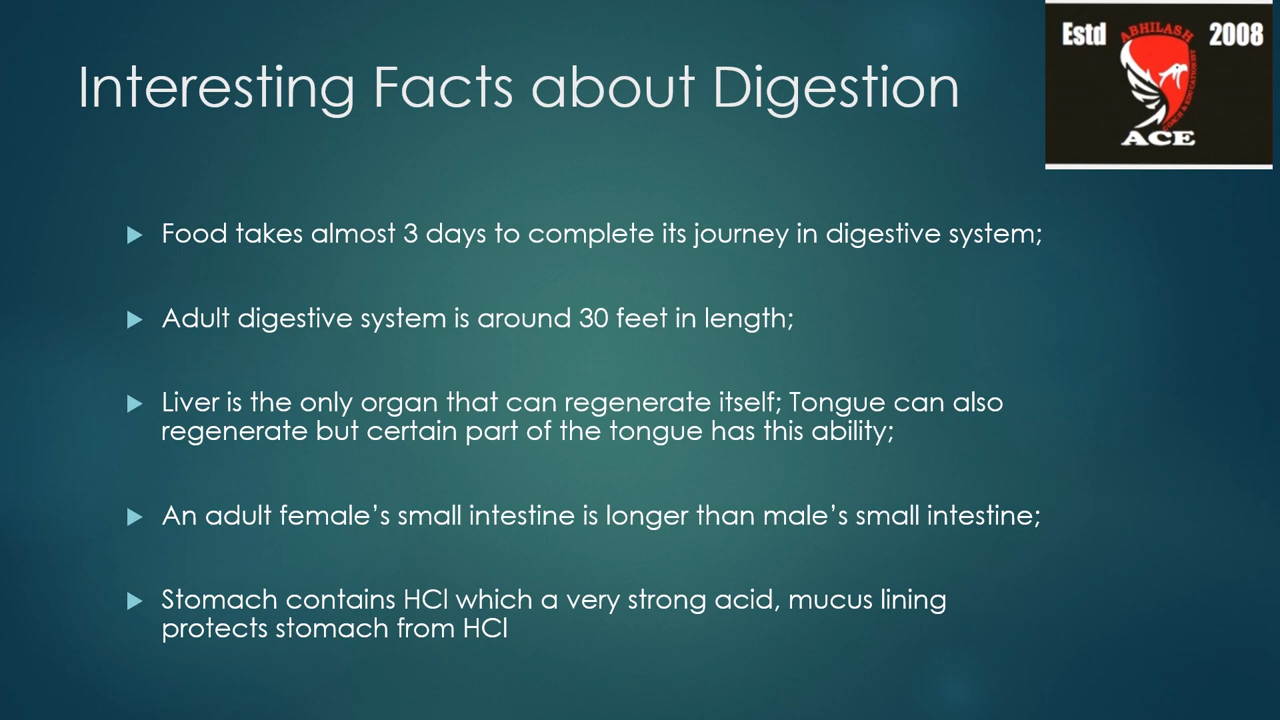 Estd
2008
ABHILASH
COACH & EDUCATIONIST
ACE
Interesting Facts about Digestion
Food takes almost 3 days to complete its journey in digestive system;
Adult digestive system is around 30 feet in length;
Liver is the only organ that can regenerate itself; Tongue can also
regenerate but certain part of the tongue has this ability;
An adult female’s small intestine is longer than male’s small intestine;
Stomach contains HCl which a very strong acid, mucus lining
protects stomach from HCl